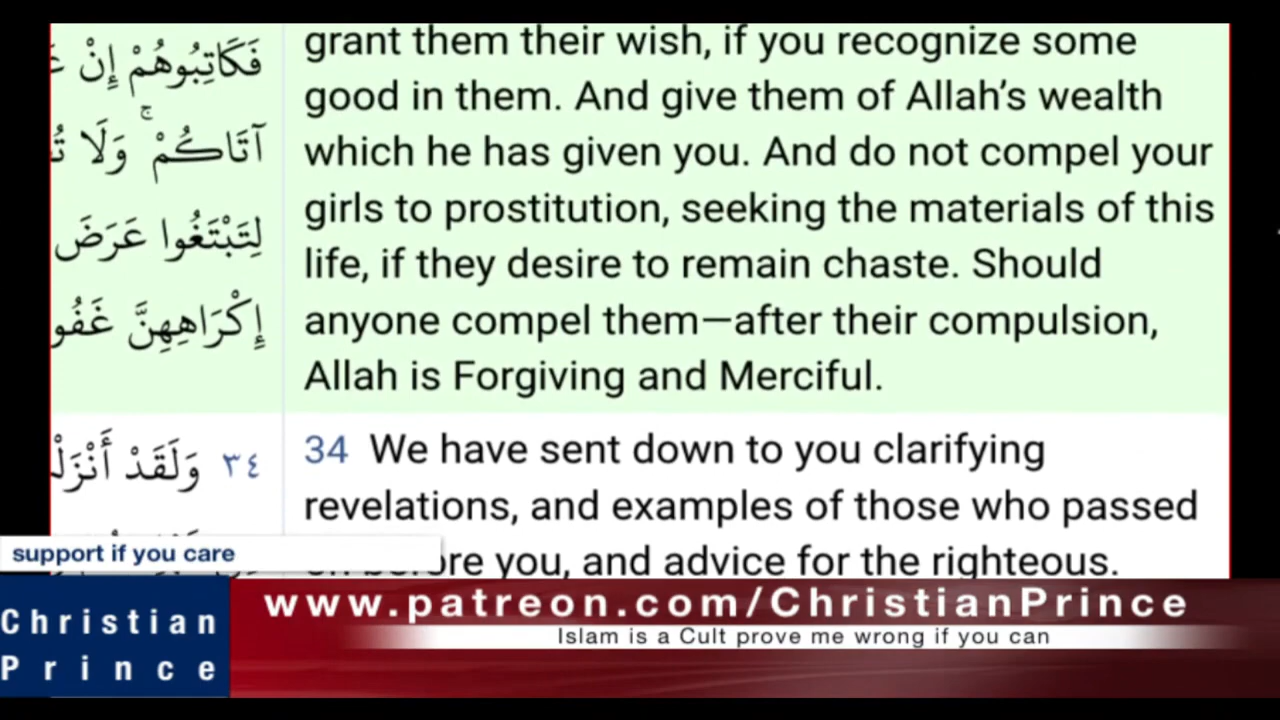 grant them their wish, if you recognize some
good in them. And give them of Allah's wealth
which he has given you. And do not compel your
girls to prostitution, seeking the materials of this
life, if they desire to remain chaste. Should
anyone compel them—after their compulsion,
Allah is Forgiving and Merciful.
34 We have sent down to you clarifying
revelations, and examples of those who passed
before you, and advice for the righteous.
فَكَاتِبُوهُمْ إِنْ
آتَاكُمْ ۚ وَلَا
لِتَبْتَغُوا عَرَضَ
إِكْرَاهِهِنَّ
٣٤ وَلَقَدْ
support if you care
Christian
Prince
www.patreon.com/ChristianPrince
Islam is a Cult prove me wrong if you can